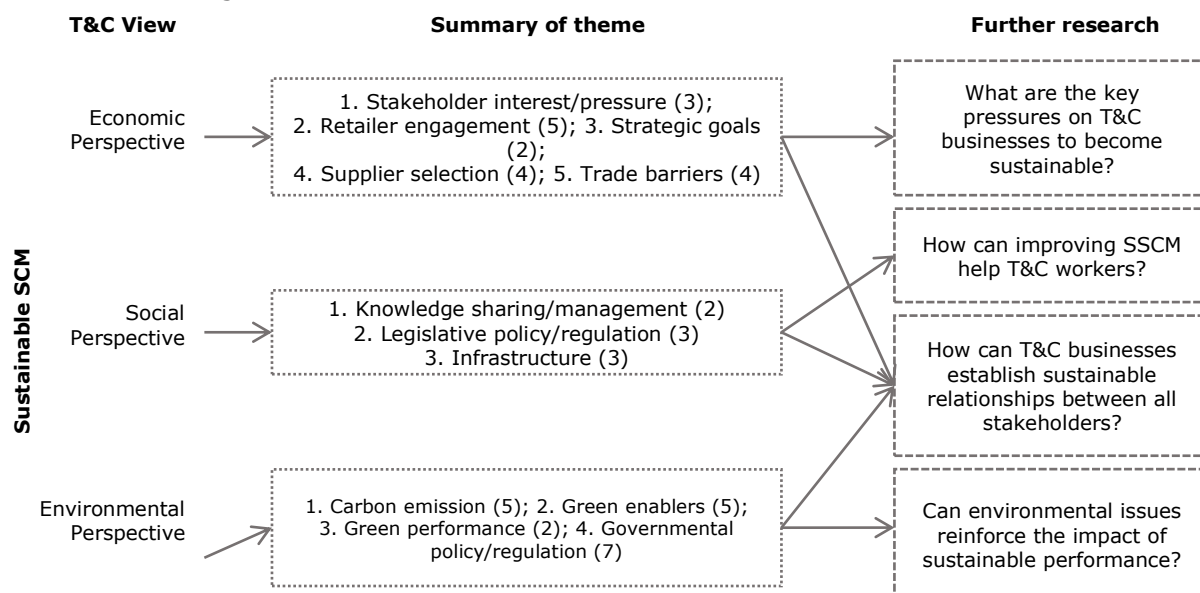 T&C View
Summary of theme
Further research
Sustainable SCM
Economic
Perspective
1. Stakeholder interest/pressure (3);
2. Retailer engagement (5); 3. Strategic goals
(2);
4. Supplier selection (4); 5. Trade barriers (4)
What are the key
pressures on T&C
businesses to become
sustainable?
How can improving SSCM
help T&C workers?
Social
Perspective
1. Knowledge sharing/management (2)
2. Legislative policy/regulation (3)
3. Infrastructure (3)
How can T&C businesses
establish sustainable
relationships between all
stakeholders?
Environmental
Perspective
1. Carbon emission (5); 2. Green enablers (5);
3. Green performance (2); 4. Governmental
policy/regulation (7)
Can environmental issues
reinforce the impact of
sustainable performance?